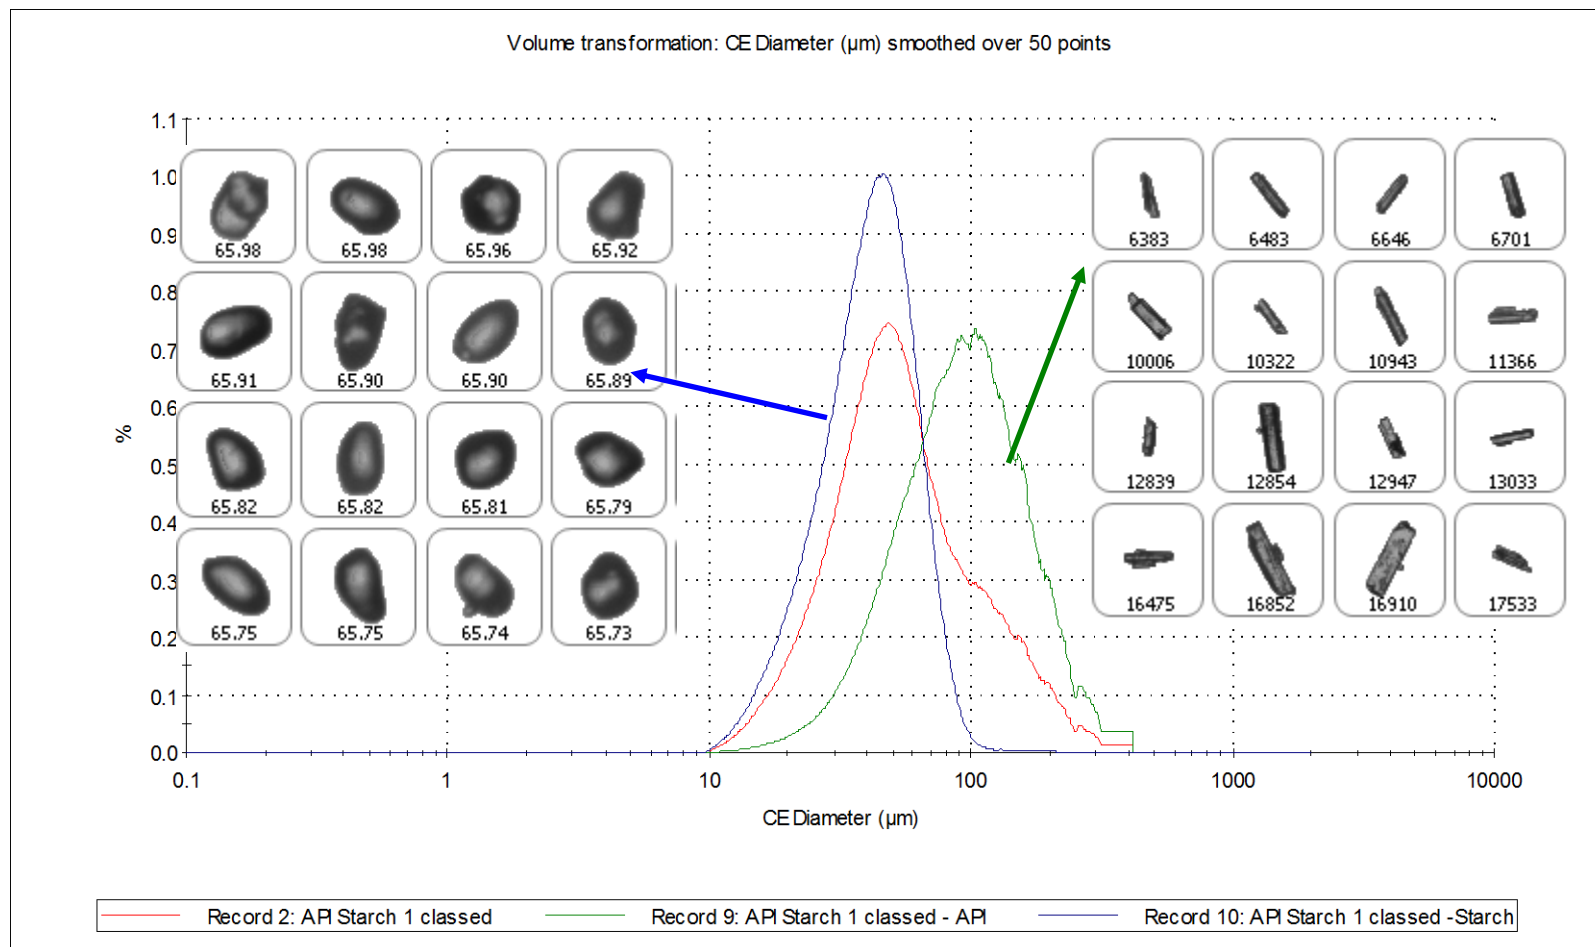 Volume transformation: CE Diameter (µm) smoothed over 50 points
1.1
1.0
0.9
0.8
0.7
0.6
0.5
0.4
0.3
0.2
0.1
0.0
%
65.98 65.98 65.96 65.92
65.91 65.90 65.90 65.89
65.82 65.82 65.81 65.79
65.75 65.75 65.74 65.73
6383 6483 6646 6701
10006 10322 10943 11366
12839 12854 12947 13033
16475 16852 16910 17533
0.1 1 10 100 1000 10000
CE Diameter (µm)
Record 2: API Starch 1 classed Record 9: API Starch 1 classed - API Record 10: API Starch 1 classed -Starch